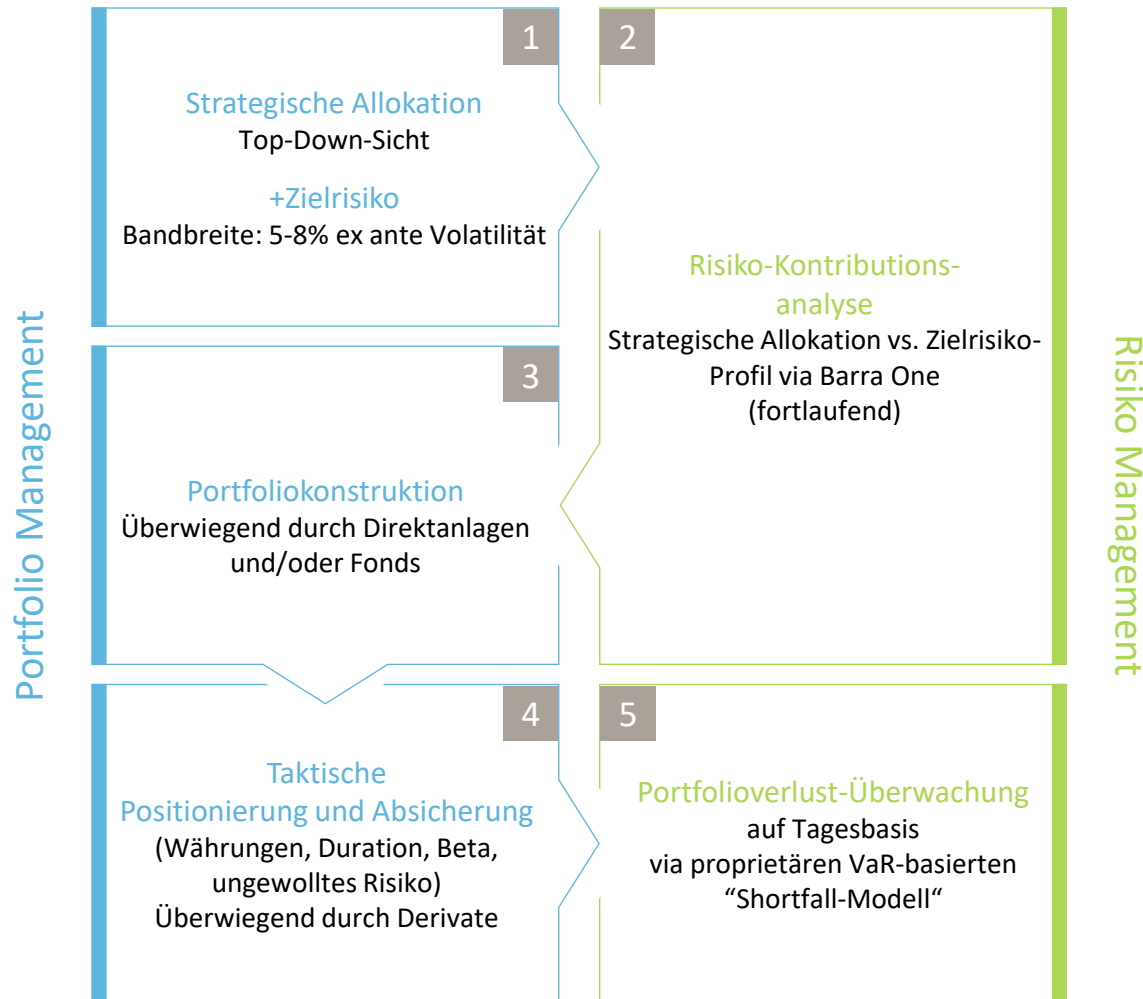 Portfolio Management
1
Strategische Allokation
Top-Down-Sicht
+Zielrisiko
Bandbreite: 5-8% ex ante Volatilität
2
Risiko-Kontributions-
analyse
Strategische Allokation vs. Zielrisiko-
Profil via Barra One
(fortlaufend)
3
Portfoliokonstruktion
Überwiegend durch Direktanlagen
und/oder Fonds
4
Taktische
Positionierung und Absicherung
(Währungen, Duration, Beta,
ungewolltes Risiko)
Überwiegend durch Derivate
5
Portfolioverlust-Überwachung
auf Tagesbasis
via proprietären VaR-basierten
“Shortfall-Modell“
Risiko Management